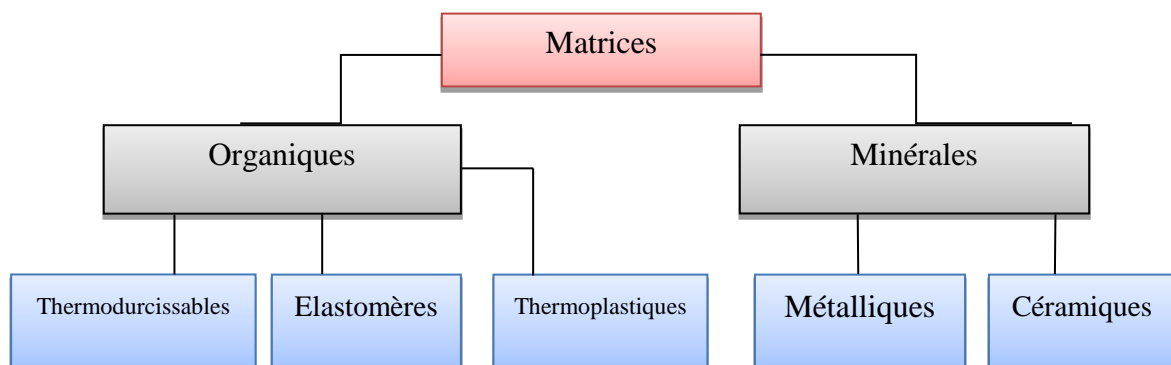 Matrices
Organiques
Minérales
Thermodurcissables
Elastomères
Thermoplastiques
Métalliques
Céramiques